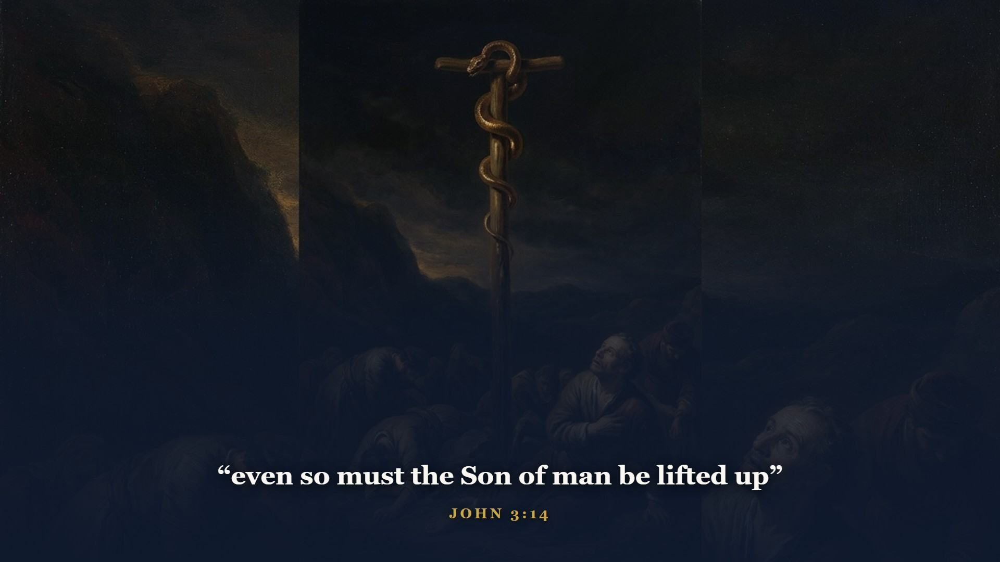 “even so must the Son of man be lifted up”
JOHN 3:14